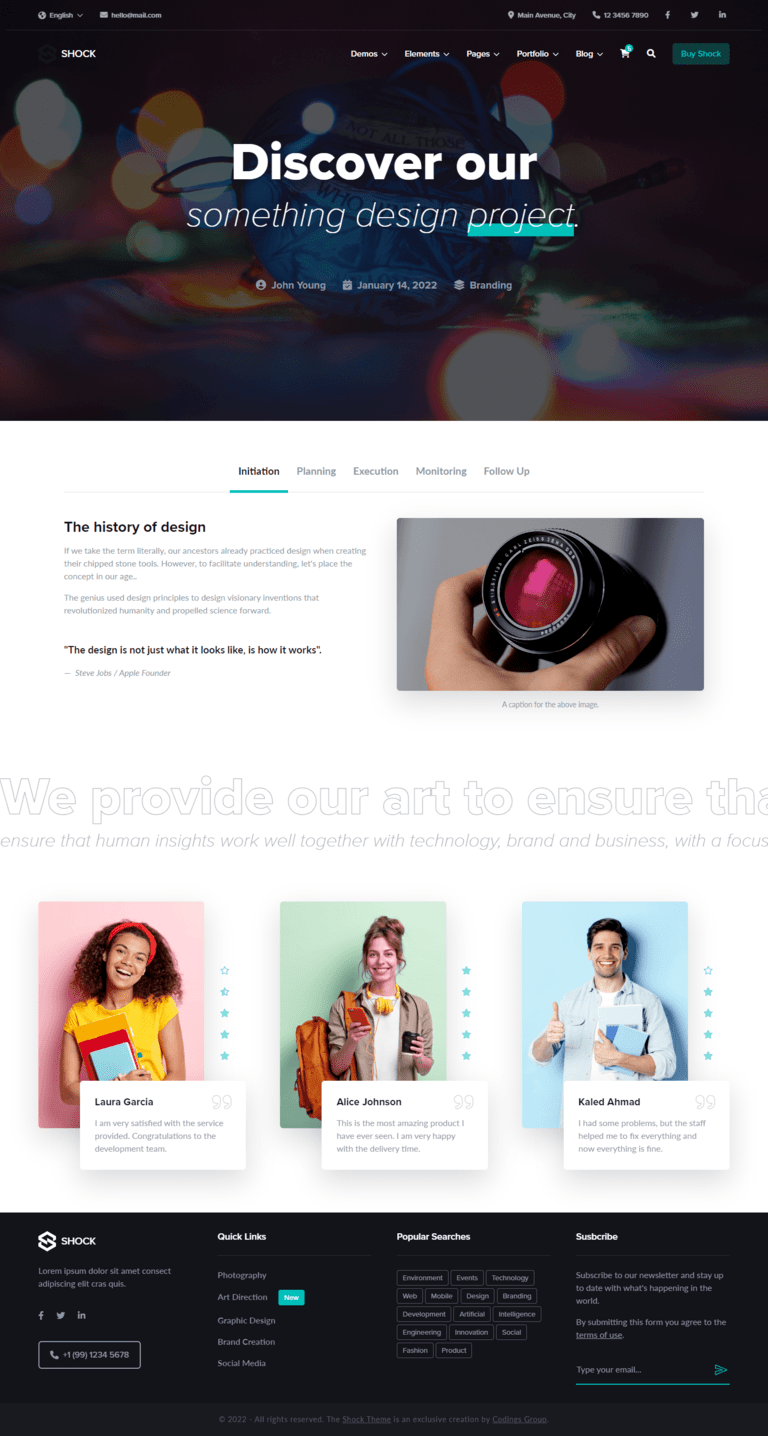 English hello@mail.com Main Avenue, City 12 3456 7890
SHOCK Demos Elements Pages Portfolio Blog Buy Shock
NOT ALL THOSE
WHO
Discover our
something design project.
John Young January 14, 2022 Branding
Initiation Planning Execution Monitoring Follow Up
The history of design
If we take the term literally, our ancestors already practiced design when creating
their chipped stone tools. However, to facilitate understanding, let's place the
concept in our age..
The genius used design principles to design visionary inventions that
revolutionized humanity and propelled science forward.
"The design is not just what it looks like, is how it works".
— Steve Jobs / Apple Founder
CARL ZEISS
A caption for the above image.
We provide our art to ensure tha
ensure that human insights work well together with technology, brand and business, with a focus
Laura Garcia
I am very satisfied with the service
provided. Congratulations to the
development team.
Alice Johnson
This is the most amazing product I
have ever seen. I am very happy
with the delivery time.
Kaled Ahmad
I had some problems, but the staff
helped me to fix everything and
now everything is fine.
SHOCK
Lorem ipsum dolor sit amet consect
adipiscing elit cras quis.
+1 (99) 1234 5678
Quick Links
Photography
Art Direction New
Graphic Design
Brand Creation
Social Media
Popular Searches
Environment Events Technology
Web Mobile Design Branding
Development Artificial Intelligence
Engineering Innovation Social
Fashion Product
Susbcribe
Subscribe to our newsletter and stay up
to date with what's happening in the
world.
By submitting this form you agree to the
terms of use.
Type your email...
© 2022 - All rights reserved. The Shock Theme is an exclusive creation by Codings Group.